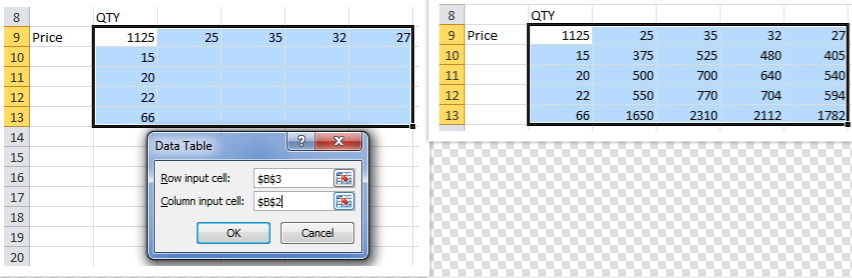 8 QTY
9 Price 1125 25 35 32 27
10 15
11 20
12 22
13 66
14
15
16
17
18
19
20
Data Table
?
Row input cell: $B$3
Column input cell: $B$2
OK Cancel
8 QTY
9 Price 1125 25 35 32 27
10 15 375 525 480 405
11 20 500 700 640 540
12 22 550 770 704 594
13 66 1650 2310 2112 1782